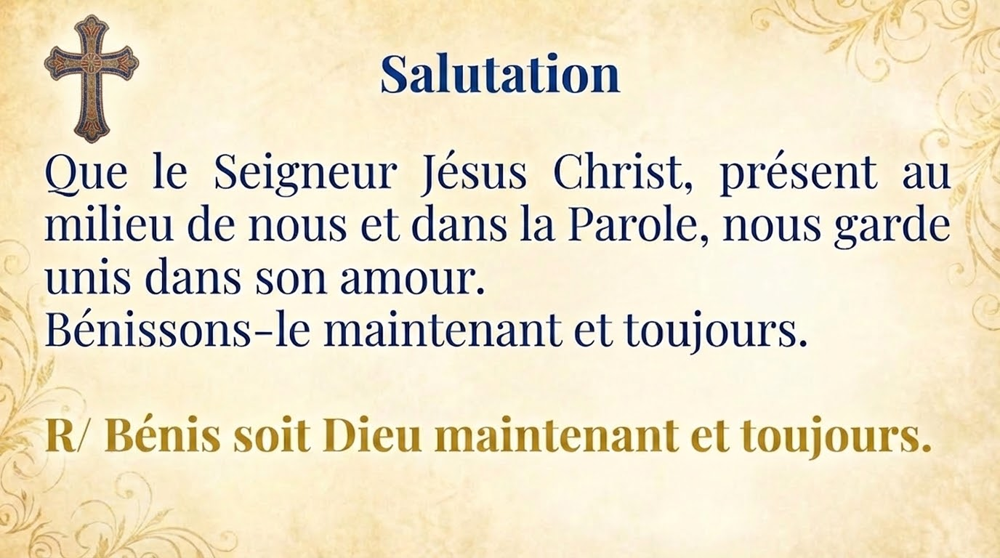 Salutation
Que le Seigneur Jésus Christ, présent au
milieu de nous et dans la Parole, nous garde
unis dans son amour.
Bénissons-le maintenant et toujours.
R/ Bénis soit Dieu maintenant et toujours.